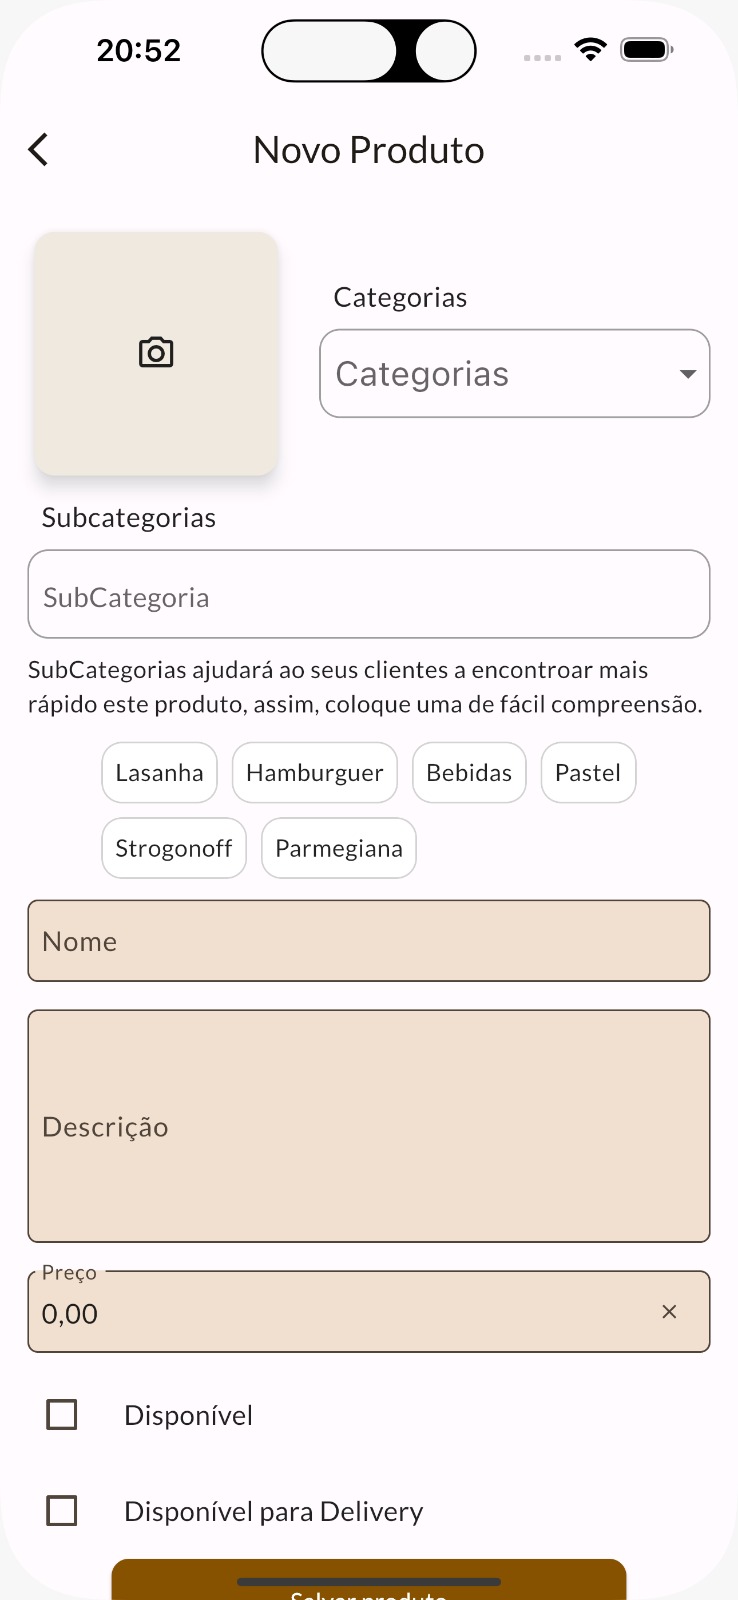 20:52
Novo Produto
Categorias
Categorias
Subcategorias
SubCategoria
SubCategorias ajudará ao seus clientes a encontroar mais
rápido este produto, assim, coloque uma de fácil compreensão.
Lasanha Hamburguer Bebidas Pastel
Strogonoff Parmegiana
Nome
Descrição
Preço
0,00
Disponível
Disponível para Delivery
Salvar produto